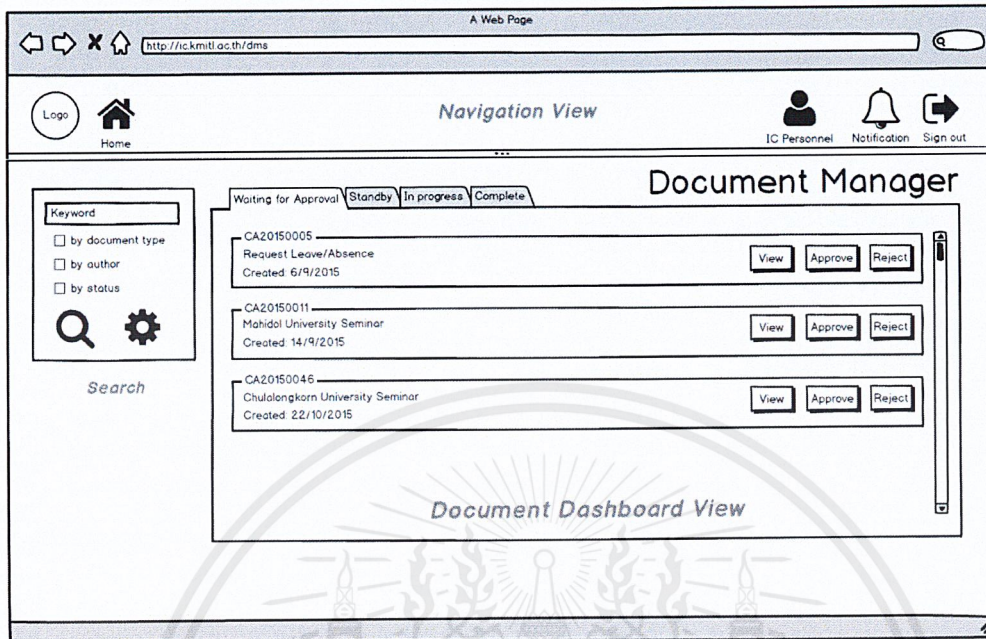 A Web Page
http://ic.kmitl.ac.th/dms
Logo
Home
Navigation View
IC Personnel
Notification
Sign out
Document Manager
Keyword
by document type
by author
by status
Search
Waiting for Approval
Standby
In progress
Complete
CA20150005
Request Leave/Absence
Created: 6/9/2015
View
Approve
Reject
CA20150011
Mahidol University Seminar
Created: 14/9/2015
View
Approve
Reject
CA20150046
Chulalongkorn University Seminar
Created: 22/10/2015
View
Approve
Reject
Document Dashboard View